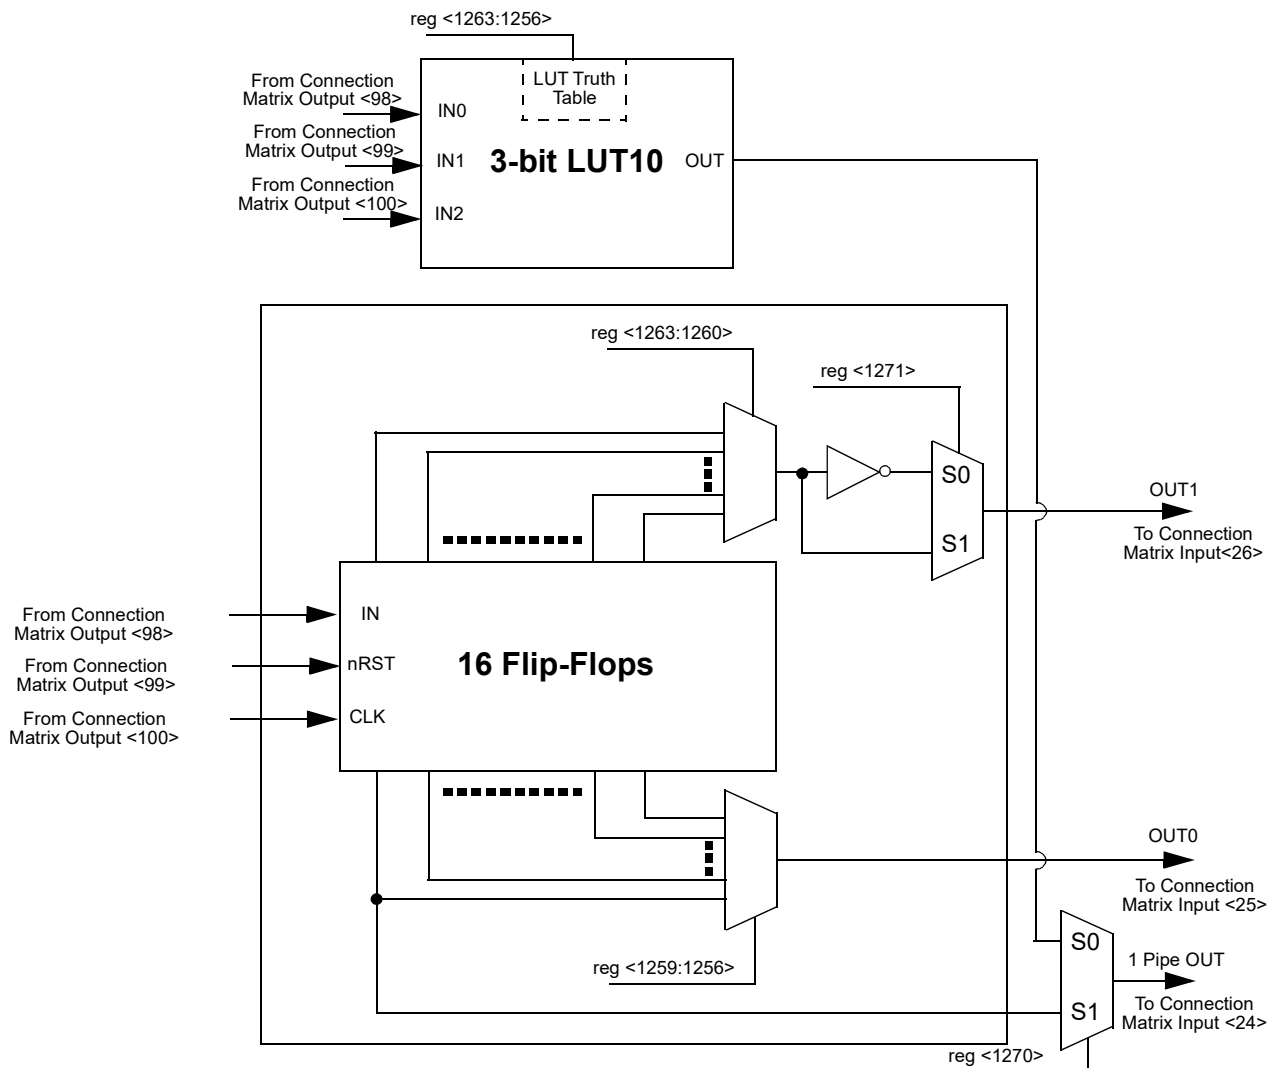 reg <1263:1256>
LUT Truth
Table
From Connection
Matrix Output <98>
IN0
From Connection
Matrix Output <99>
IN1
3-bit LUT10
OUT
From Connection
Matrix Output <100>
IN2
reg <1263:1260>
reg <1271>
S0
S1
OUT1
To Connection
Matrix Input<26>
From Connection
Matrix Output <98>
IN
From Connection
Matrix Output <99>
nRST
16 Flip-Flops
From Connection
Matrix Output <100>
CLK
OUT0
To Connection
Matrix Input <25>
reg <1259:1256>
S0
1 Pipe OUT
S1
To Connection
Matrix Input <24>
reg <1270>